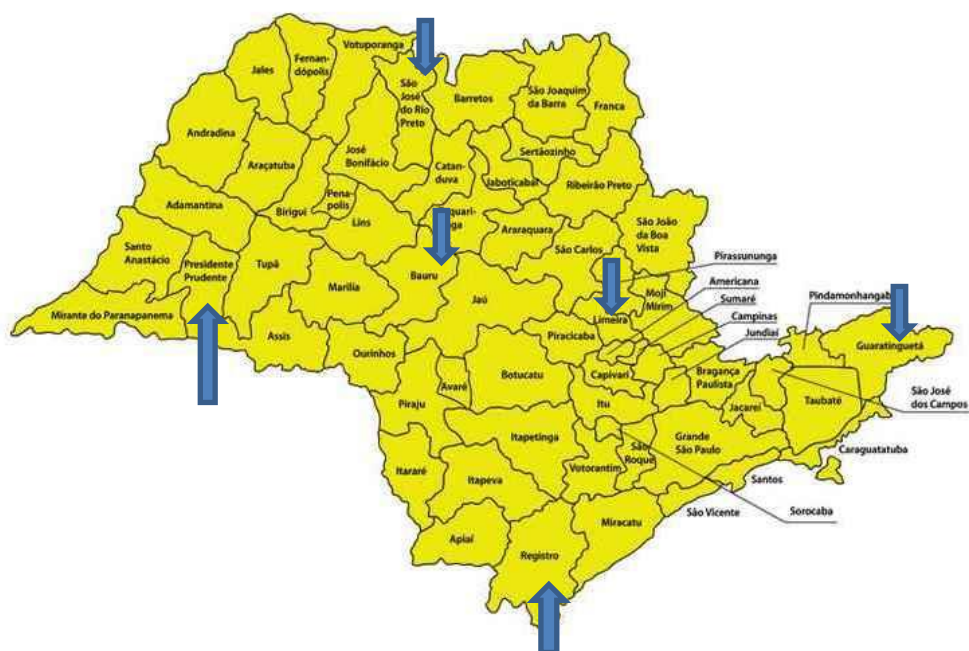 Votuporanga
Fernan-
dópolis
Jales
São
José
do Rio
Preto
Barretos
São Joaquim
da Barra
Franca
Andradina
Araçatuba
José
Bonifácio
Catan-
duva
Sertãozinho
Jaboticabal
Ribeirão Preto
Adamantina
Birigui
Pená-
polis
Lins
Araraquara
São Carlos
São João
da Boa
Vista
Santo
Anastácio
Presidente
Prudente
Tupã
Marília
Bauru
Jaú
Pirassununga
Americana
Moji
Mirim
Sumaré
Pindamonhangab
Mirante do Paranapanema
Assis
Ourinhos
Piracicaba
Limeira
Campinas
Jundiaí
Guaratinguetá
Avaré
Botucatu
Capivari
Bragança
Paulista
São José
dos Campos
Piraju
Itu
Jacareí
Taubaté
Itapetinga
São
Roque
Grande
São Paulo
Caraguatatuba
Itararé
Itapeva
Votorantim
Santos
Sorocaba
São Vicente
Miracatu
Apiaí
Registro